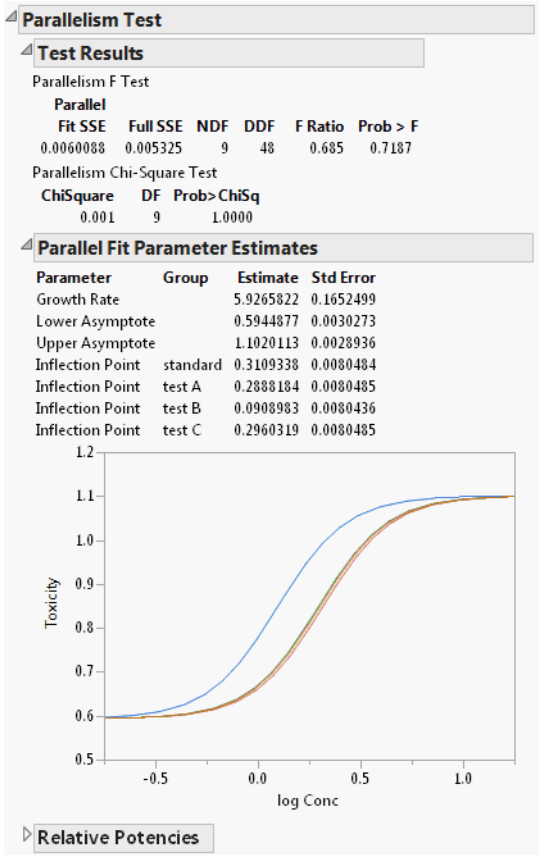 Parallelism Test
Test Results
Parallelism F Test
Parallel
Fit SSE Full SSE NDF DDF F Ratio Prob > F
0.0060088 0.005325 9 48 0.685 0.7187
Parallelism Chi-Square Test
ChiSquare DF Prob>ChiSq
0.001 9 1.0000
Parallel Fit Parameter Estimates
Parameter Group Estimate Std Error
Growth Rate 5.9265822 0.1652499
Lower Asymptote 0.5944877 0.0030273
Upper Asymptote 1.1020113 0.0028936
Inflection Point standard 0.3109338 0.0080484
Inflection Point test A 0.2888184 0.0080485
Inflection Point test B 0.0908983 0.0080436
Inflection Point test C 0.2960319 0.0080485
1.2
1.1
1.0
0.9
0.8
0.7
0.6
0.5
Toxicity
-0.5 0.0 0.5 1.0
log Conc
Relative Potencies